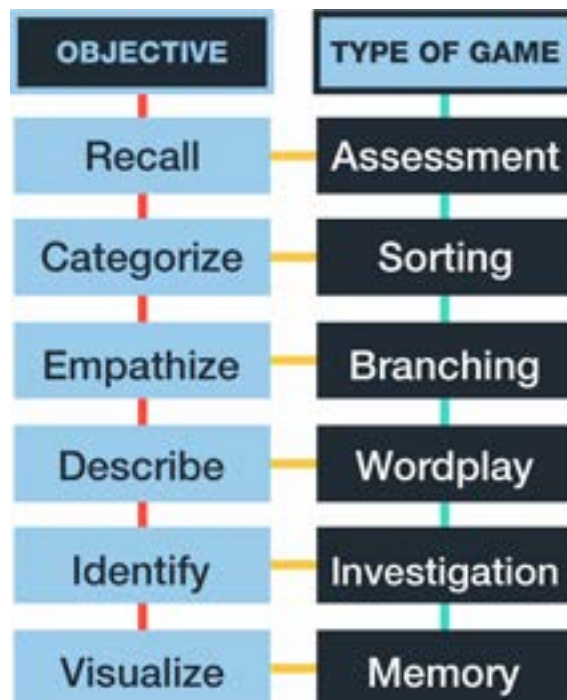 OBJECTIVE TYPE OF GAME
Recall Assessment
Categorize Sorting
Empathize Branching
Describe Wordplay
Identify Investigation
Visualize Memory